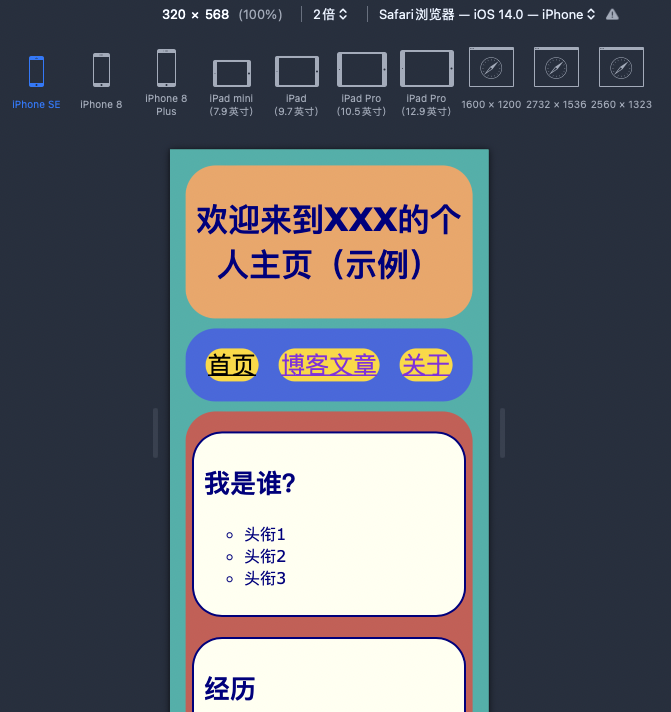 320 × 568 (100%) 2倍 Safari浏览器 — iOS 14.0 — iPhone
iPhone SE
iPhone 8
iPhone 8
Plus
iPad mini
(7.9英寸)
iPad
(9.7英寸)
iPad Pro
(10.5英寸)
iPad Pro
(12.9英寸)
1600 × 1200
2732 × 1536
2560 × 1323
欢迎来到XXX的个
人主页（示例）
首页 博客文章 关于
我是谁?
头衔1
头衔2
头衔3
经历